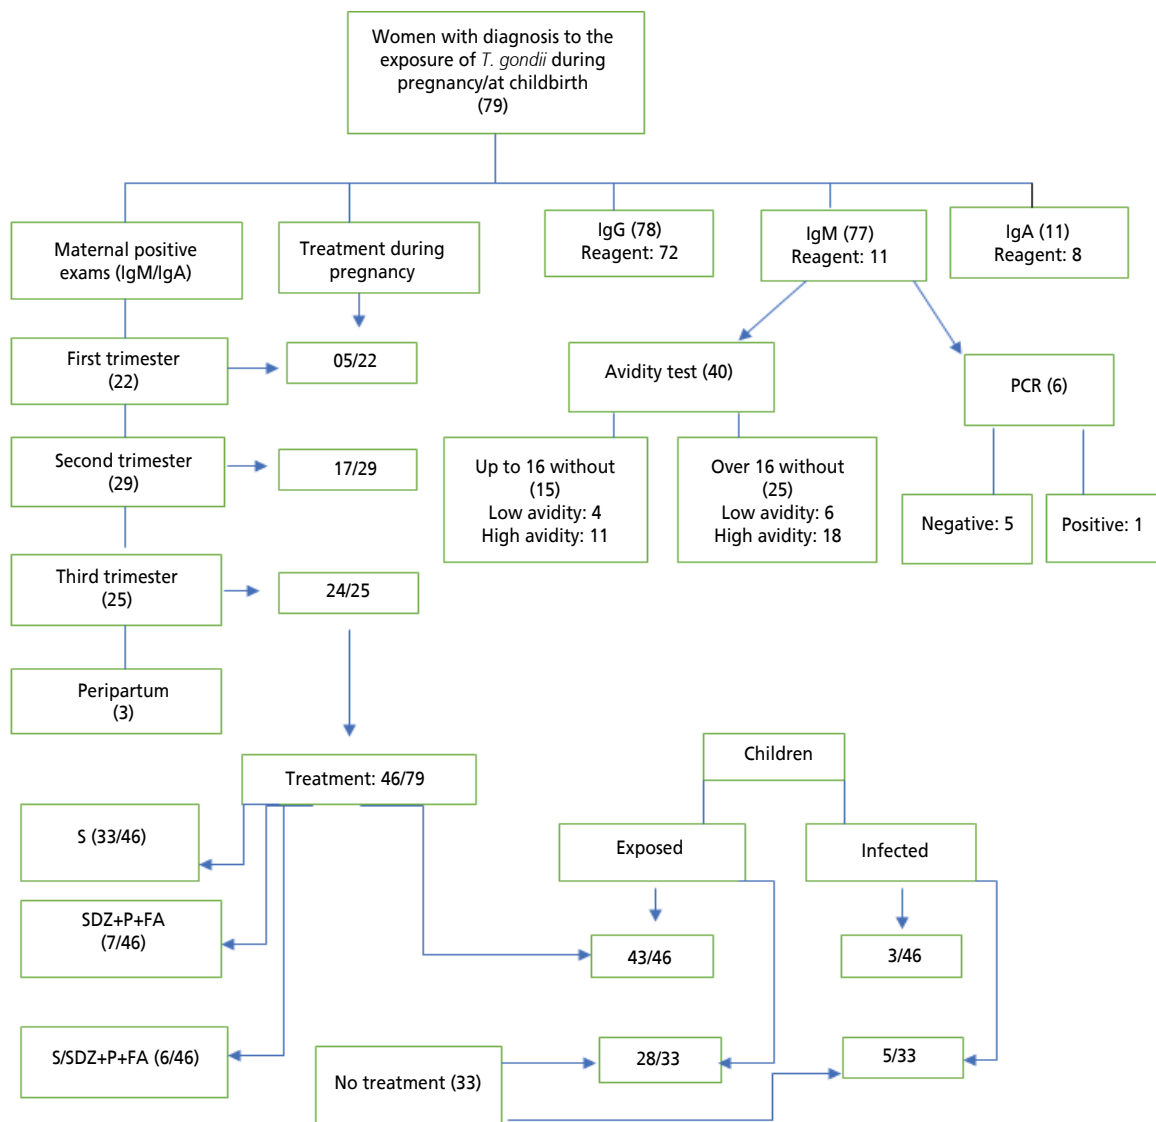 Women with diagnosis to the
exposure of T. gondii during
pregnancy/at childbirth
(79)
Maternal positive
exams (IgM/IgA)
Treatment during
pregnancy
IgG (78)
Reagent: 72
IgM (77)
Reagent: 11
IgA (11)
Reagent: 8
First trimester
(22)
05/22
Avidity test (40)
PCR (6)
Second trimester
(29)
17/29
Up to 16 without
(15)
Low avidity: 4
High avidity: 11
Over 16 without
(25)
Low avidity: 6
High avidity: 18
Negative: 5
Positive: 1
Third trimester
(25)
24/25
Peripartum
(3)
Treatment: 46/79
Children
S (33/46)
Exposed
Infected
SDZ+P+FA
(7/46)
43/46
3/46
S/SDZ+P+FA (6/46)
No treatment (33)
28/33
5/33